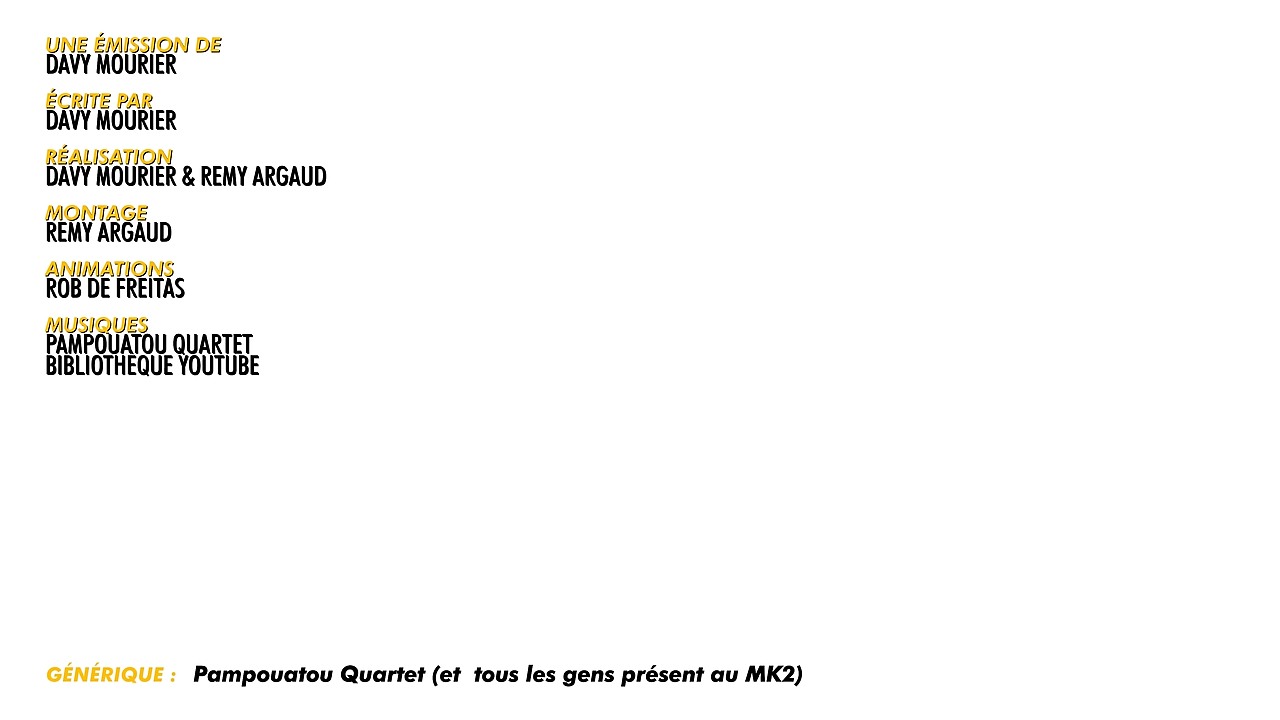 UNE ÉMISSION DE
DAVY MOURIER
ÉCRITE PAR
DAVY MOURIER
RÉALISATION
DAVY MOURIER & REMY ARGAUD
MONTAGE
REMY ARGAUD
ANIMATIONS
ROB DE FREITAS
MUSIQUES
PAMPOUATOU QUARTET
BIBLIOTHÈQUE YOUTUBE
GÉNÉRIQUE : Pampouatou Quartet (et tous les gens présent au MK2)